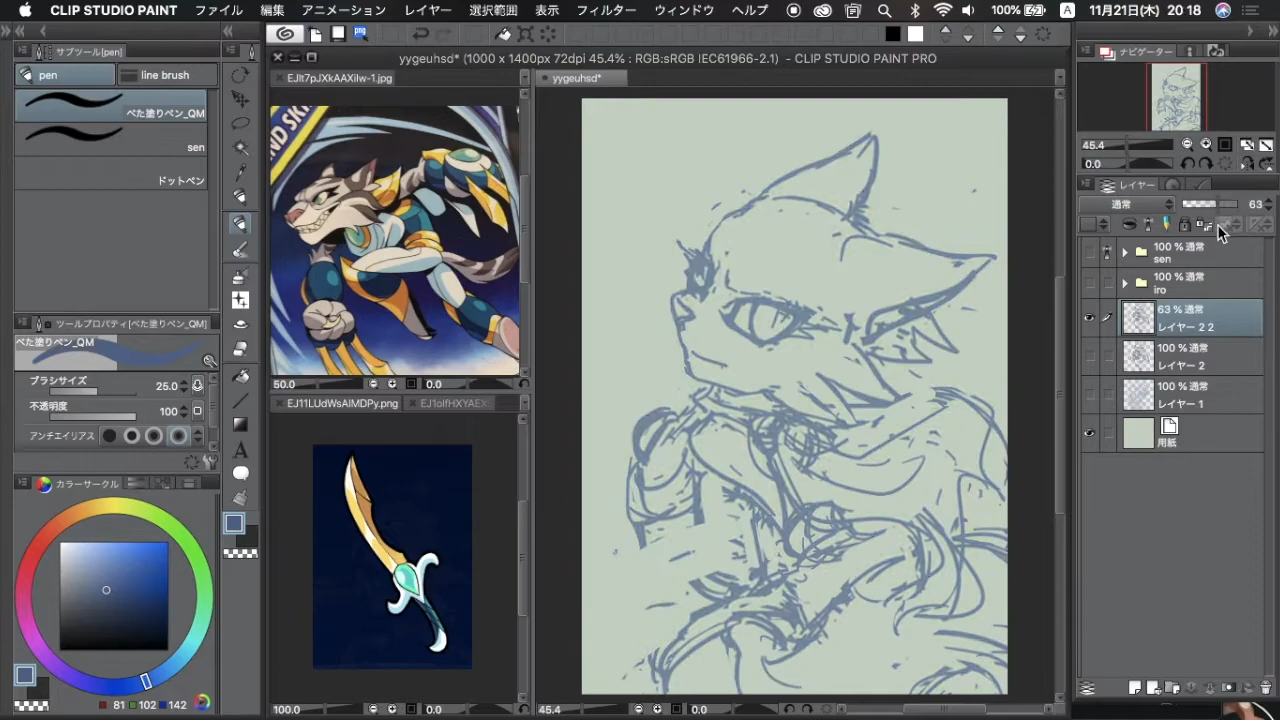 CLIP STUDIO PAINT ファイル 編集 アニメーション レイヤー 選択範囲 表示 フィルター ウィンドウ ヘルプ 100% A 11月21日(木) 20 18
サブツール[pen]
pen line brush
べた塗りペン_QM
sen
ドットペン
ツールプロパティ[べた塗りペン_QM]
べた塗りペン_QM
ブラシサイズ 25.0
不透明度 100
アンチエイリアス
カラーサークル
81 102 142
png
yygeuhsd* (1000 x 1400px 72dpi 45.4% : RGB:sRGB IEC61966-2.1) - CLIP STUDIO PAINT PRO
EJIt7pJXkAAXilw-1.jpg
yygeuhsd*
50.0 0.0
EJ11LUdWsAIMDPy.png
100.0 0.0
45.4 0.0
ナビゲーター
45.4
0.0
レイヤー
通常 63
100 % 通常
sen
100 % 通常
iro
63 % 通常
レイヤー 2 2
100 % 通常
レイヤー 2
100 % 通常
レイヤー 1
用紙